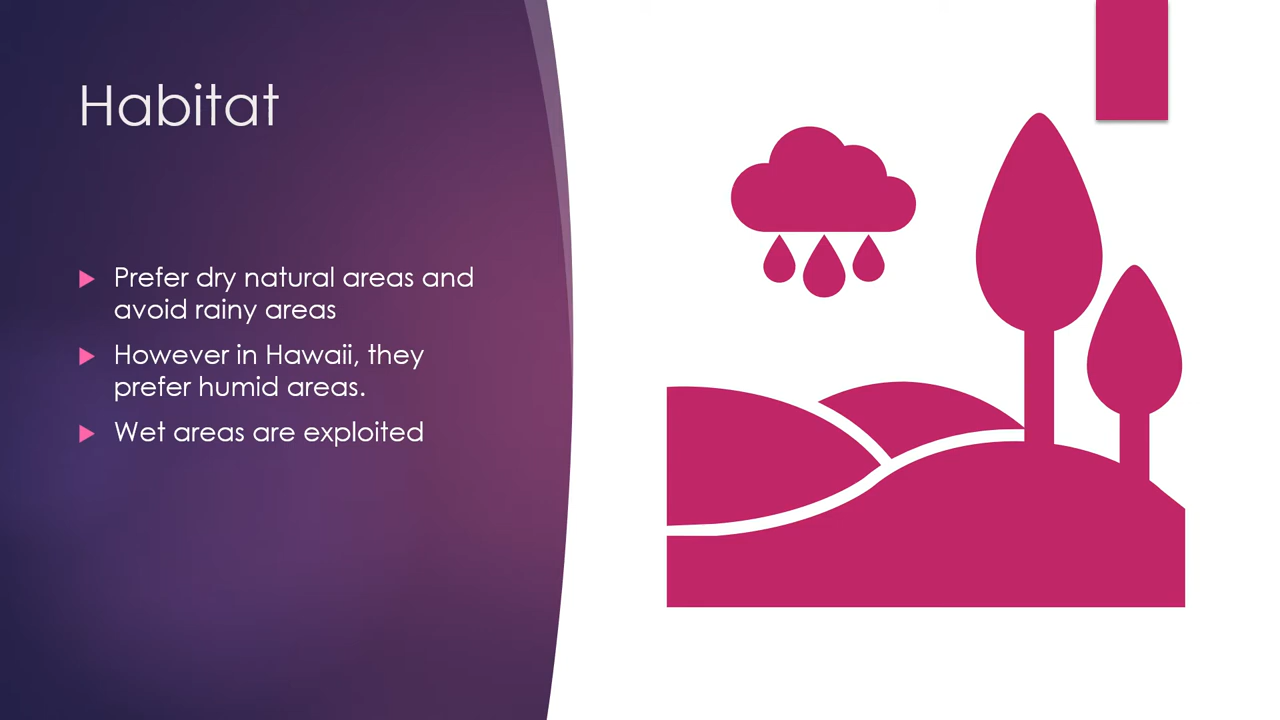 Habitat
Prefer dry natural areas and
avoid rainy areas
However in Hawaii, they
prefer humid areas.
Wet areas are exploited